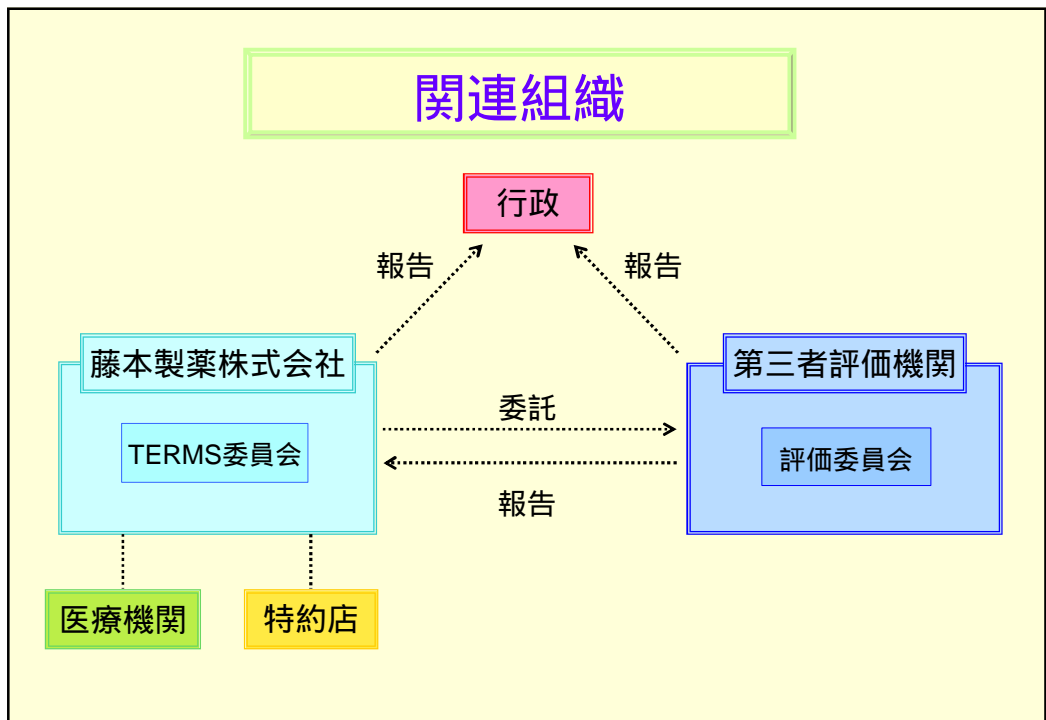 関連組織
行政
報告
報告
藤本製薬株式会社
第三者評価機関
委託
TERMS委員会
評価委員会
報告
医療機関
特約店